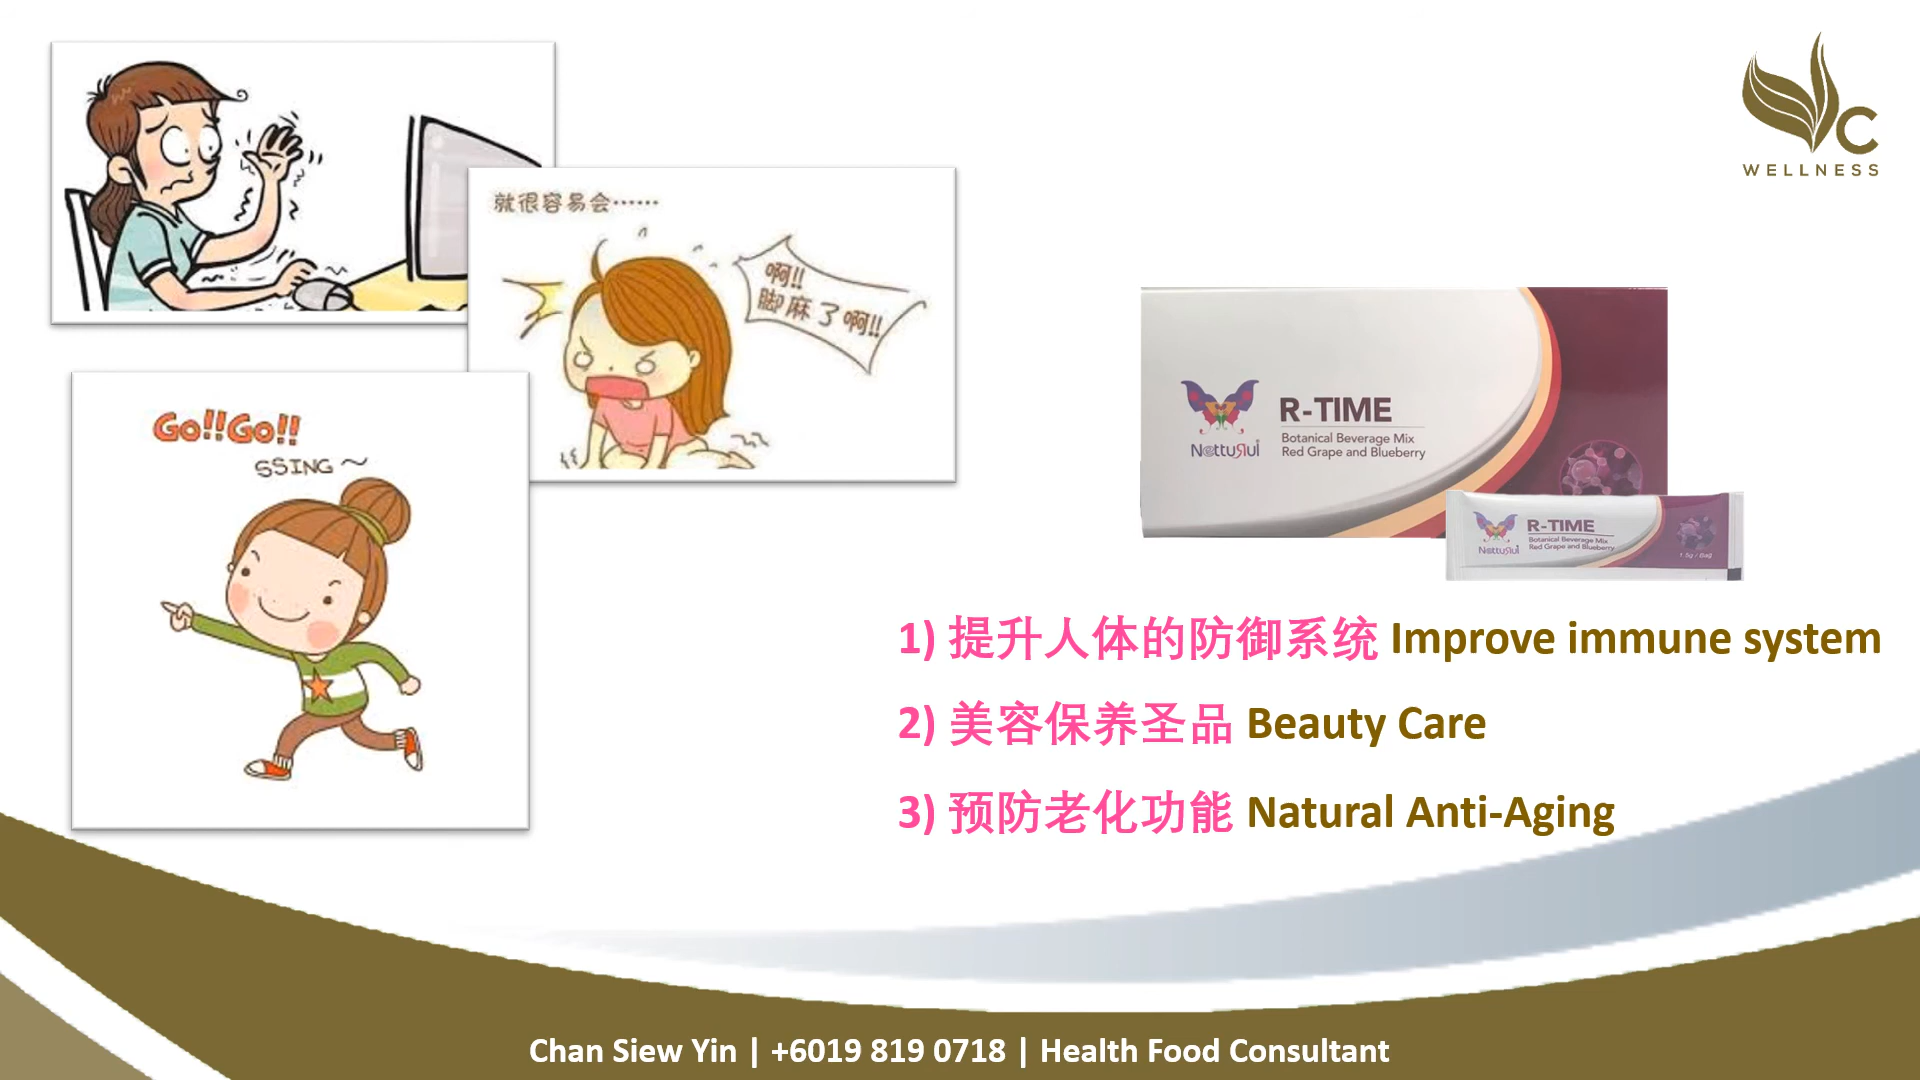 C
WELLNESS
就很容易会……
啊!!
脚麻了啊!!
Go!!Go!!
SSING~
NattuRui
R-TIME
Botanical Beverage Mix
Red Grape and Blueberry
NattuRui
R-TIME
Botanical Beverage Mix
Red Grape and Blueberry
1) 提升人体的防御系统 Improve immune system
2) 美容保养圣品 Beauty Care
3) 预防老化功能 Natural Anti-Aging
Chan Siew Yin | +6019 819 0718 | Health Food Consultant